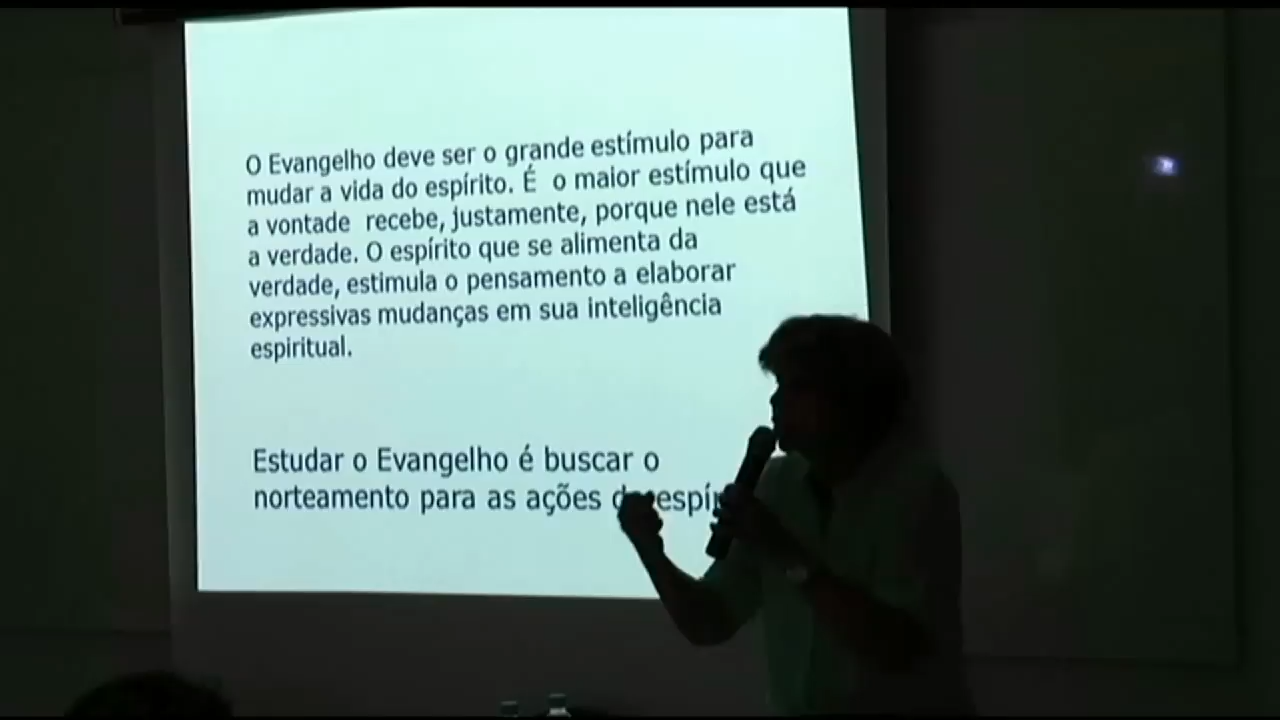 O Evangelho deve ser o grande estímulo para
mudar a vida do espírito. É o maior estímulo que
a vontade recebe, justamente, porque nele está
a verdade. O espírito que se alimenta da
verdade, estimula o pensamento a elaborar
expressivas mudanças em sua inteligência
espiritual.
Estudar o Evangelho é buscar o
norteamento para as ações